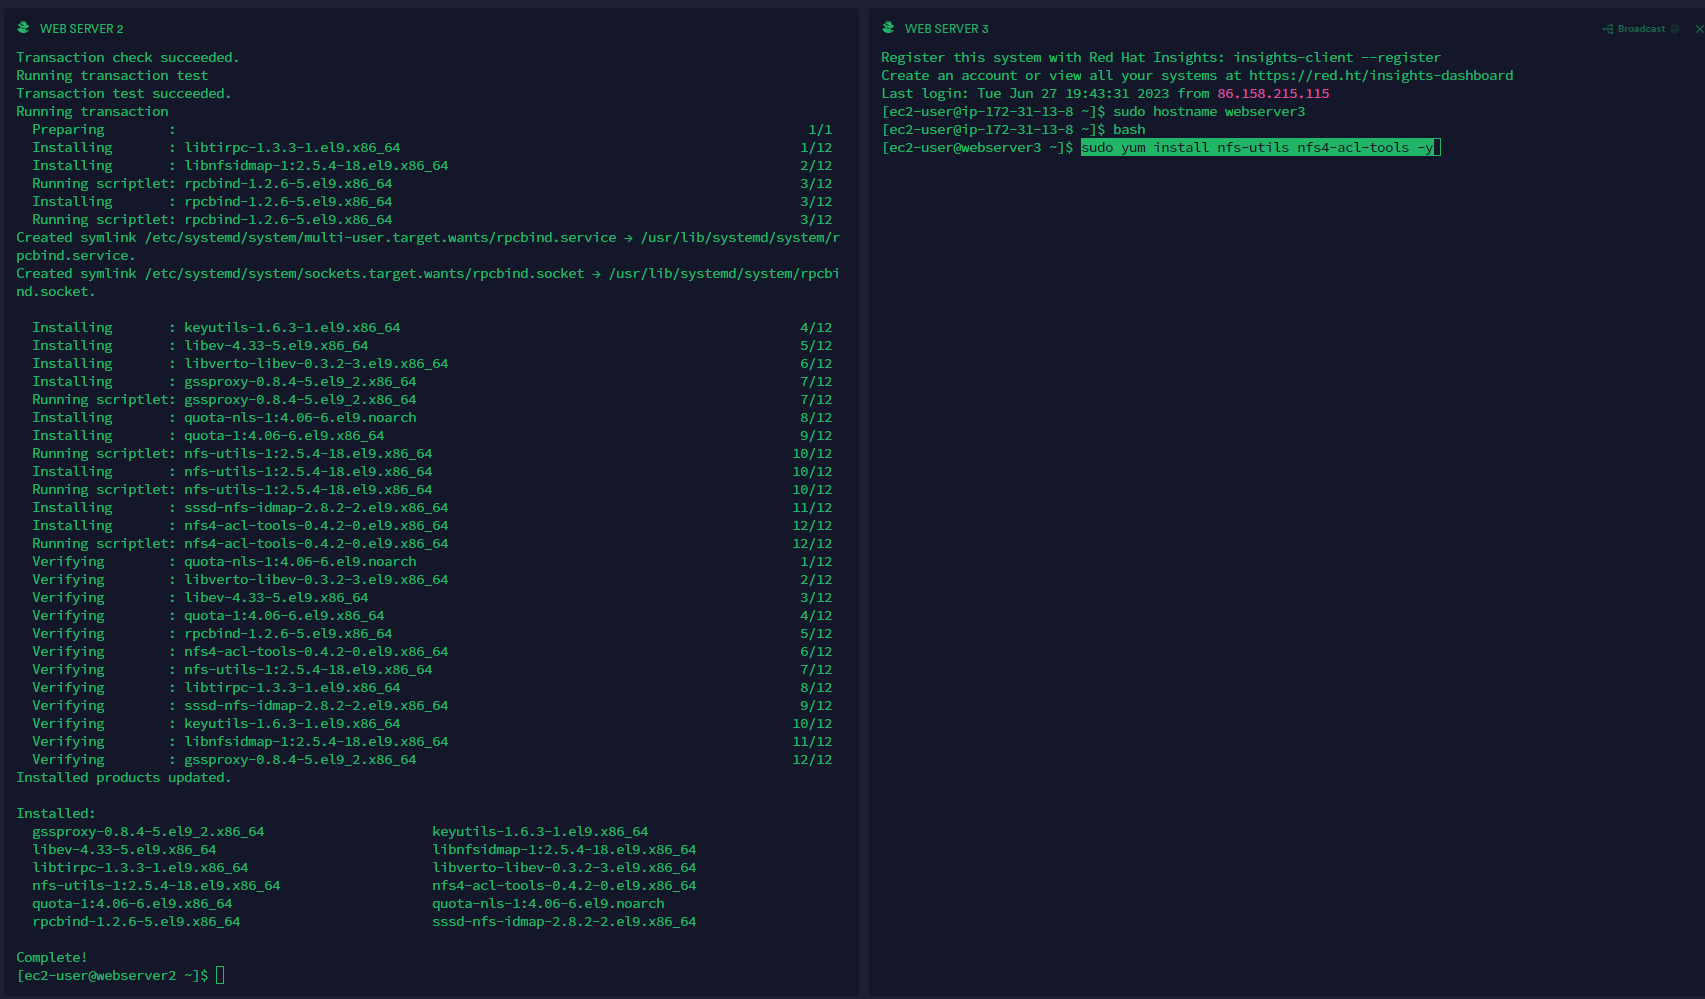 WEB SERVER 2
Transaction check succeeded.
Running transaction test
Transaction test succeeded.
Running transaction
  Preparing        :                                                                               1/1
  Installing       : libtirpc-1.3.3-1.el9.x86_64                                                  1/12
  Installing       : libnfsidmap-1:2.5.4-18.el9.x86_64                                            2/12
  Running scriptlet: rpcbind-1.2.6-5.el9.x86_64                                                   3/12
  Installing       : rpcbind-1.2.6-5.el9.x86_64                                                   3/12
  Running scriptlet: rpcbind-1.2.6-5.el9.x86_64                                                   3/12
Created symlink /etc/systemd/system/multi-user.target.wants/rpcbind.service → /usr/lib/systemd/system/r
pcbind.service.
Created symlink /etc/systemd/system/sockets.target.wants/rpcbind.socket → /usr/lib/systemd/system/rpcbi
nd.socket.
  Installing       : keyutils-1.6.3-1.el9.x86_64                                                  4/12
  Installing       : libev-4.33-5.el9.x86_64                                                      5/12
  Installing       : libverto-libev-0.3.2-3.el9.x86_64                                            6/12
  Installing       : gssproxy-0.8.4-5.el9_2.x86_64                                                7/12
  Running scriptlet: gssproxy-0.8.4-5.el9_2.x86_64                                                7/12
  Installing       : quota-nls-1:4.06-6.el9.noarch                                                8/12
  Installing       : quota-1:4.06-6.el9.x86_64                                                    9/12
  Running scriptlet: nfs-utils-1:2.5.4-18.el9.x86_64                                             10/12
  Installing       : nfs-utils-1:2.5.4-18.el9.x86_64                                             10/12
  Running scriptlet: nfs-utils-1:2.5.4-18.el9.x86_64                                             10/12
  Installing       : sssd-nfs-idmap-2.8.2-2.el9.x86_64                                           11/12
  Installing       : nfs4-acl-tools-0.4.2-0.el9.x86_64                                           12/12
  Running scriptlet: nfs4-acl-tools-0.4.2-0.el9.x86_64                                           12/12
  Verifying        : quota-nls-1:4.06-6.el9.noarch                                                1/12
  Verifying        : libverto-libev-0.3.2-3.el9.x86_64                                            2/12
  Verifying        : libev-4.33-5.el9.x86_64                                                      3/12
  Verifying        : quota-1:4.06-6.el9.x86_64                                                    4/12
  Verifying        : rpcbind-1.2.6-5.el9.x86_64                                                   5/12
  Verifying        : nfs4-acl-tools-0.4.2-0.el9.x86_64                                            6/12
  Verifying        : nfs-utils-1:2.5.4-18.el9.x86_64                                              7/12
  Verifying        : libtirpc-1.3.3-1.el9.x86_64                                                  8/12
  Verifying        : sssd-nfs-idmap-2.8.2-2.el9.x86_64                                            9/12
  Verifying        : keyutils-1.6.3-1.el9.x86_64                                                 10/12
  Verifying        : libnfsidmap-1:2.5.4-18.el9.x86_64                                           11/12
  Verifying        : gssproxy-0.8.4-5.el9_2.x86_64                                               12/12
Installed products updated.
Installed:
  gssproxy-0.8.4-5.el9_2.x86_64                     keyutils-1.6.3-1.el9.x86_64
  libev-4.33-5.el9.x86_64                           libnfsidmap-1:2.5.4-18.el9.x86_64
  libtirpc-1.3.3-1.el9.x86_64                       libverto-libev-0.3.2-3.el9.x86_64
  nfs-utils-1:2.5.4-18.el9.x86_64                   nfs4-acl-tools-0.4.2-0.el9.x86_64
  quota-1:4.06-6.el9.x86_64                         quota-nls-1:4.06-6.el9.noarch
  rpcbind-1.2.6-5.el9.x86_64                        sssd-nfs-idmap-2.8.2-2.el9.x86_64
Complete!
[ec2-user@webserver2 ~]$
WEB SERVER 3
Broadcast
Register this system with Red Hat Insights: insights-client --register
Create an account or view all your systems at https://red.ht/insights-dashboard
Last login: Tue Jun 27 19:43:31 2023 from 86.158.215.115
[ec2-user@ip-172-31-13-8 ~]$ sudo hostname webserver3
[ec2-user@ip-172-31-13-8 ~]$ bash
[ec2-user@webserver3 ~]$ sudo yum install nfs-utils nfs4-acl-tools -y